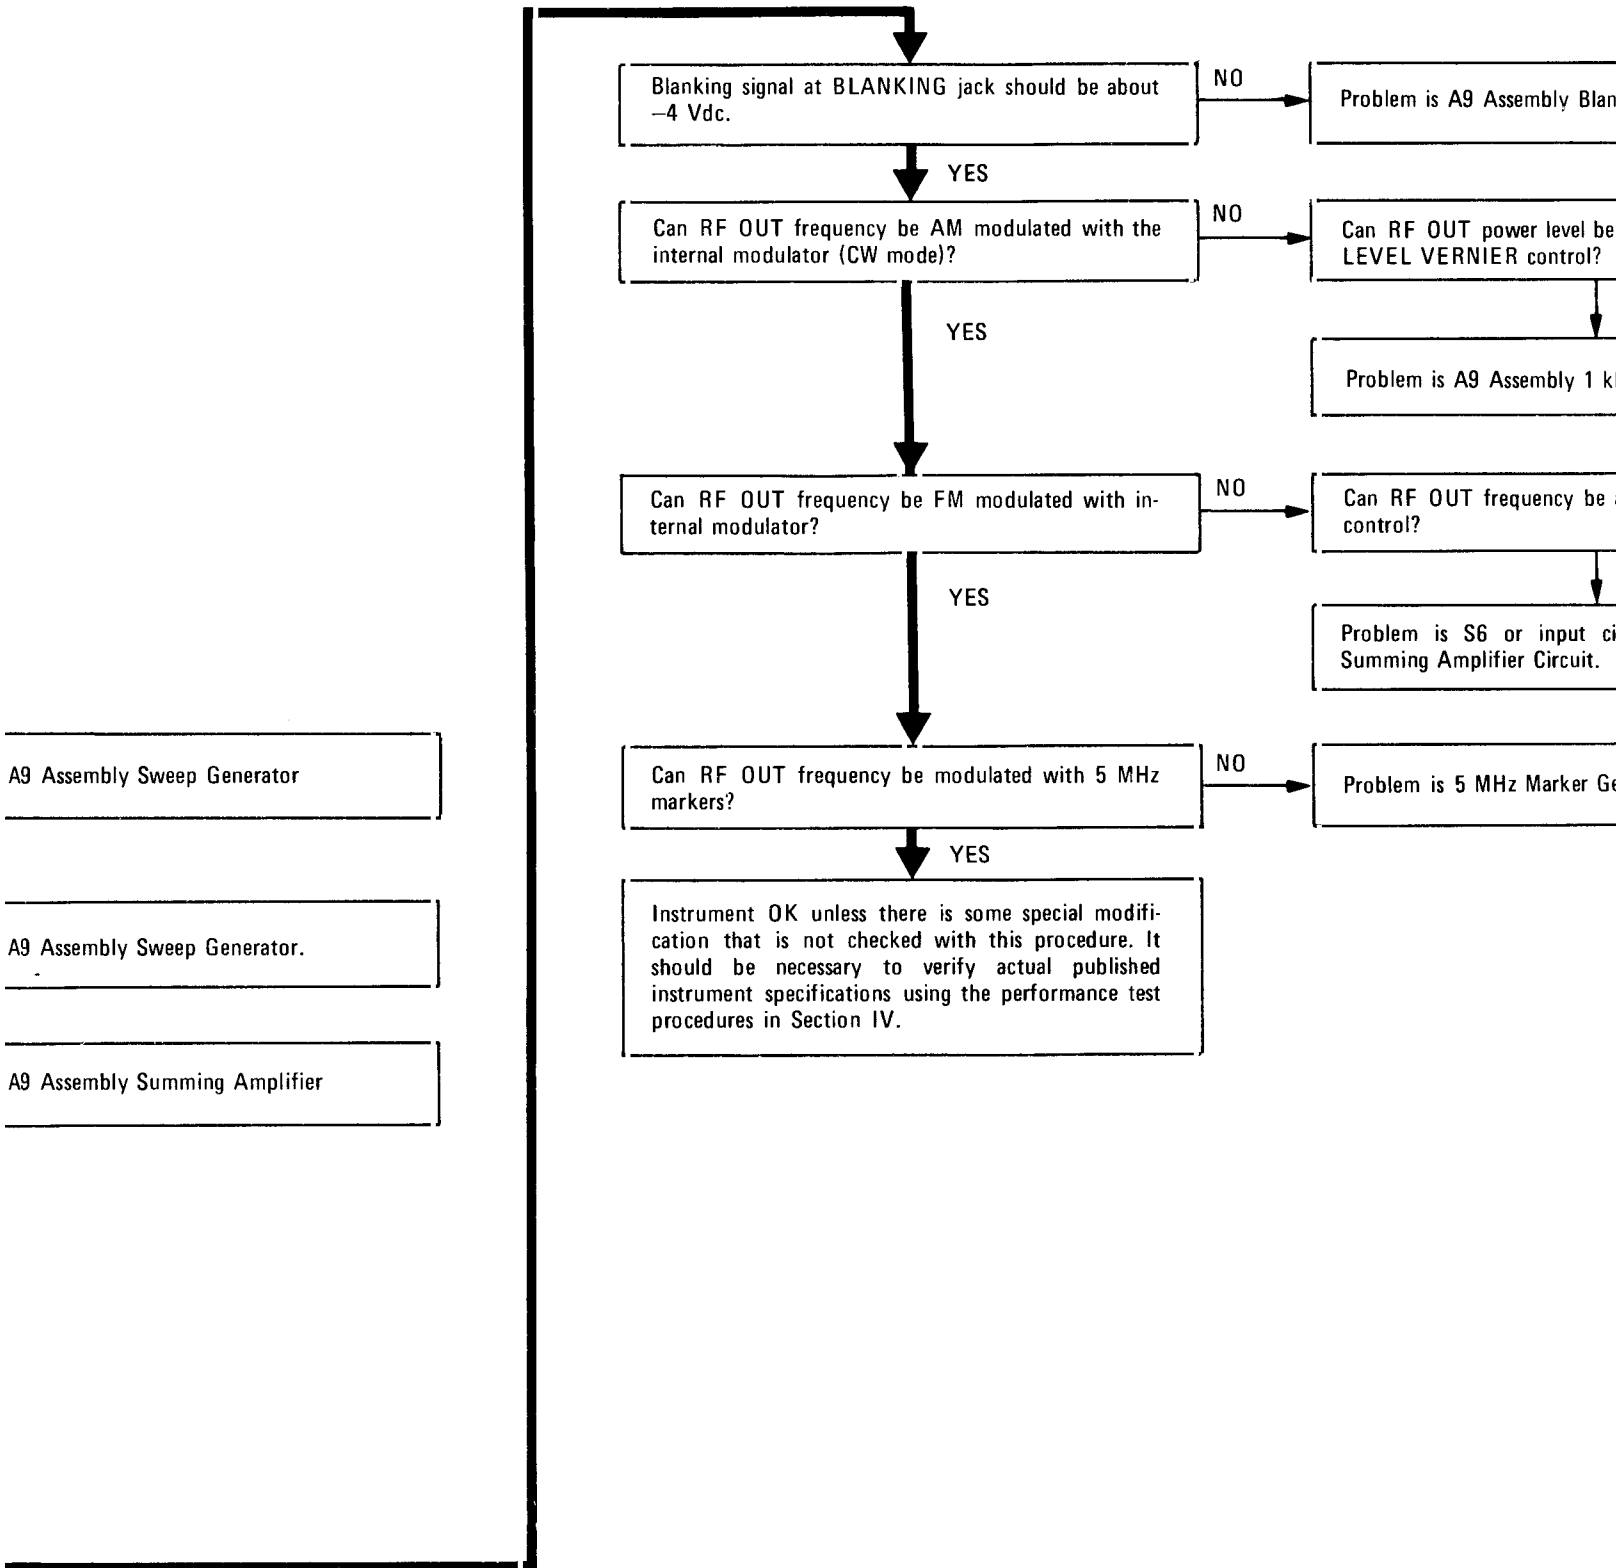 Blanking signal at BLANKING jack should be about
–4 Vdc.
NO
Problem is A9 Assembly Blan
YES
Can RF OUT frequency be AM modulated with the
internal modulator (CW mode)?
NO
Can RF OUT power level be
LEVEL VERNIER control?
YES
Problem is A9 Assembly 1 k
Can RF OUT frequency be FM modulated with in-
ternal modulator?
NO
Can RF OUT frequency be
control?
YES
Problem is S6 or input ci
Summing Amplifier Circuit.
A9 Assembly Sweep Generator
Can RF OUT frequency be modulated with 5 MHz
markers?
NO
Problem is 5 MHz Marker Ge
YES
A9 Assembly Sweep Generator.
Instrument OK unless there is some special modifi-
cation that is not checked with this procedure. It
should be necessary to verify actual published
instrument specifications using the performance test
procedures in Section IV.
A9 Assembly Summing Amplifier